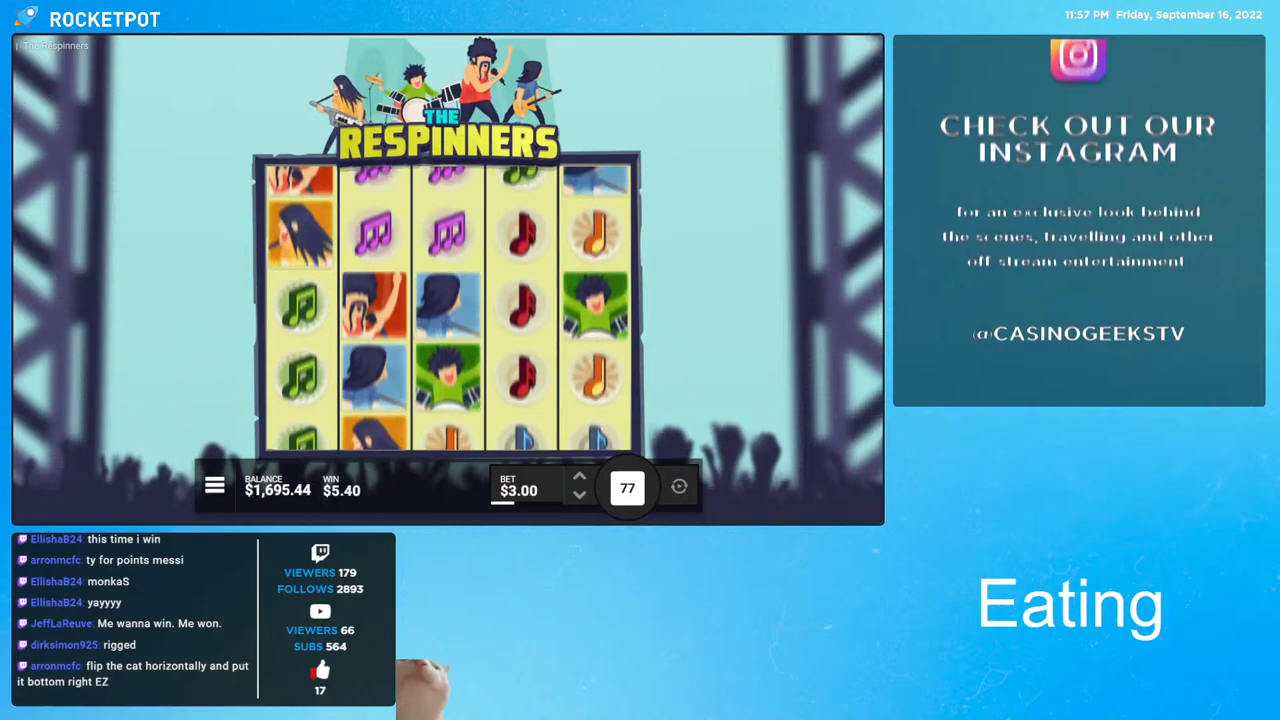 ROCKETPOT
11:57 PM Friday, September 16, 2022
| The Respinners
THE
RESPINNERS
BALANCE
$1,695.44
WIN
$5.40
BET
$3.00
77
CHECK OUT OUR
INSTAGRAM
for an exclusive look behind
the scenes, travelling and other
off stream entertainment
@CASINOGEEKSTV
EllishaB24: this time i win
arronmcfc: ty for points messi
EllishaB24: monkaS
EllishaB24: yayyyy
JeffLaReuve: Me wanna win. Me won.
dirksimon925: rigged
arronmcfc: flip the cat horizontally and put
it bottom right EZ
VIEWERS 179
FOLLOWS 2893
VIEWERS 66
SUBS 564
17
Eating